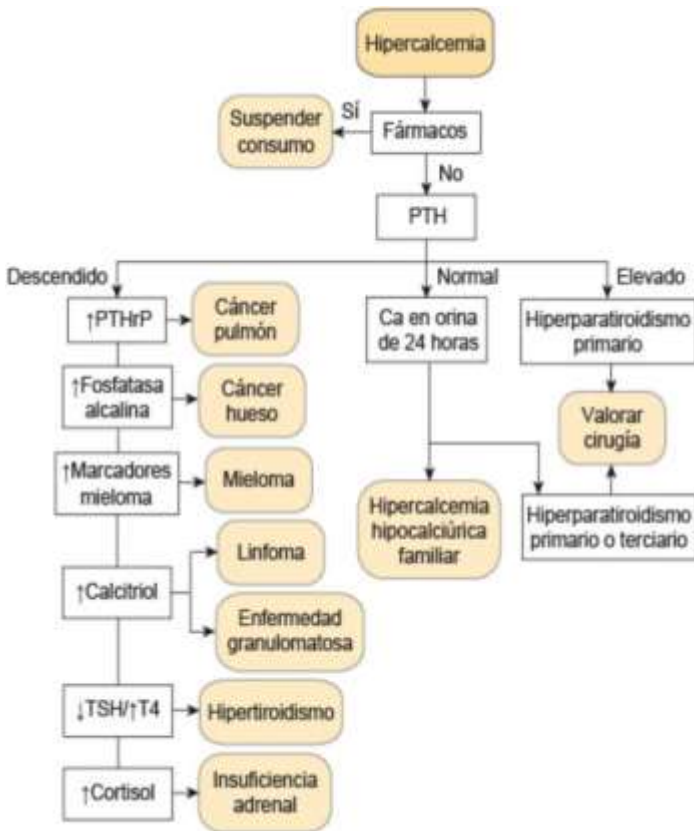 Hipercalcemia
Suspender
consumo
Sí
Fármacos
No
PTH
Descendido
Normal
Elevado
↑PTHrP
Cáncer
pulmón
Ca en orina
de 24 horas
Hiperparatiroidismo
primario
↑Fosfatasa
alcalina
Cáncer
hueso
Valorar
cirugía
↑Marcadores
mieloma
Mieloma
Hipercalcemia
hipocalciúrica
familiar
Hiperparatiroidismo
primario o terciario
Linfoma
↑Calcitriol
Enfermedad
granulomatosa
↓TSH/↑T4
Hipertiroidismo
↑Cortisol
Insuficiencia
adrenal